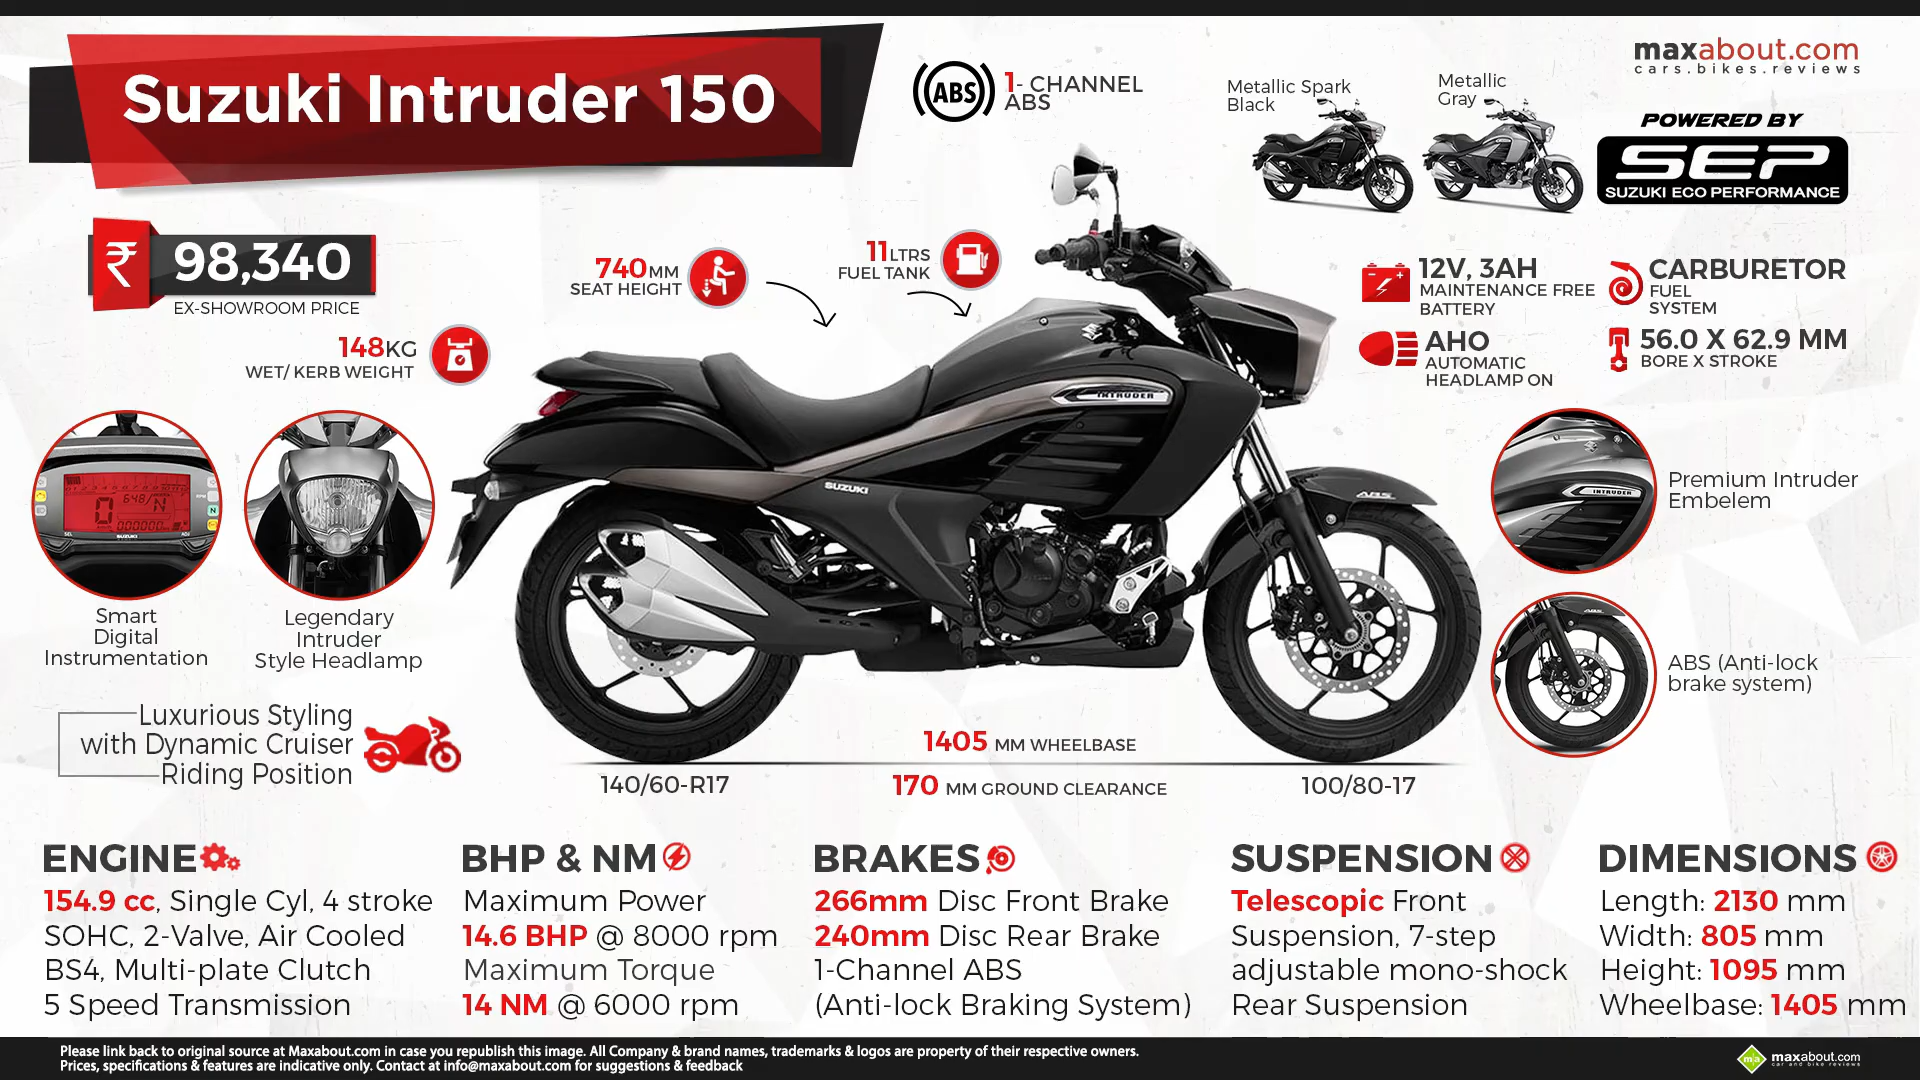 Suzuki Intruder 150
ABS
1- CHANNEL
ABS
Metallic Spark
Black
Metallic
Gray
maxabout.com
cars.bikes.reviews
POWERED BY
SEP
SUZUKI ECO PERFORMANCE
₹ 98,340
EX-SHOWROOM PRICE
740MM
SEAT HEIGHT
11LTRS
FUEL TANK
148KG
WET/ KERB WEIGHT
12V, 3AH
MAINTENANCE FREE
BATTERY
CARBURETOR
FUEL
SYSTEM
AHO
AUTOMATIC
HEADLAMP ON
56.0 X 62.9 MM
BORE X STROKE
INTRUDER
SUZUKI
ABS
SUZUKI
INTRUDER
Smart
Digital
Instrumentation
Legendary
Intruder
Style Headlamp
Premium Intruder
Embelem
ABS (Anti-lock
brake system)
Luxurious Styling
with Dynamic Cruiser
Riding Position
1405 MM WHEELBASE
140/60-R17
170 MM GROUND CLEARANCE
100/80-17
ENGINE
154.9 cc, Single Cyl, 4 stroke
SOHC, 2-Valve, Air Cooled
BS4, Multi-plate Clutch
5 Speed Transmission
BHP & NM
Maximum Power
14.6 BHP @ 8000 rpm
Maximum Torque
14 NM @ 6000 rpm
BRAKES
266mm Disc Front Brake
240mm Disc Rear Brake
1-Channel ABS
(Anti-lock Braking System)
SUSPENSION
Telescopic Front
Suspension, 7-step
adjustable mono-shock
Rear Suspension
DIMENSIONS
Length: 2130 mm
Width: 805 mm
Height: 1095 mm
Wheelbase: 1405 mm
Please link back to original source at Maxabout.com in case you republish this image. All Company & brand names, trademarks & logos are property of their respective owners.
Prices, specifications & features are indicative only. Contact at info@maxabout.com for suggestions & feedback
maxabout.com
car and bike reviews